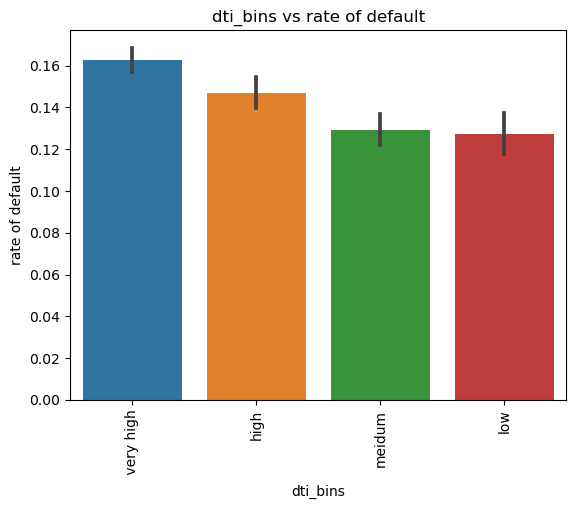 dti_bins vs rate of default
rate of default
0.16
0.14
0.12
0.10
0.08
0.06
0.04
0.02
0.00
very high
high
meidum
low
dti_bins